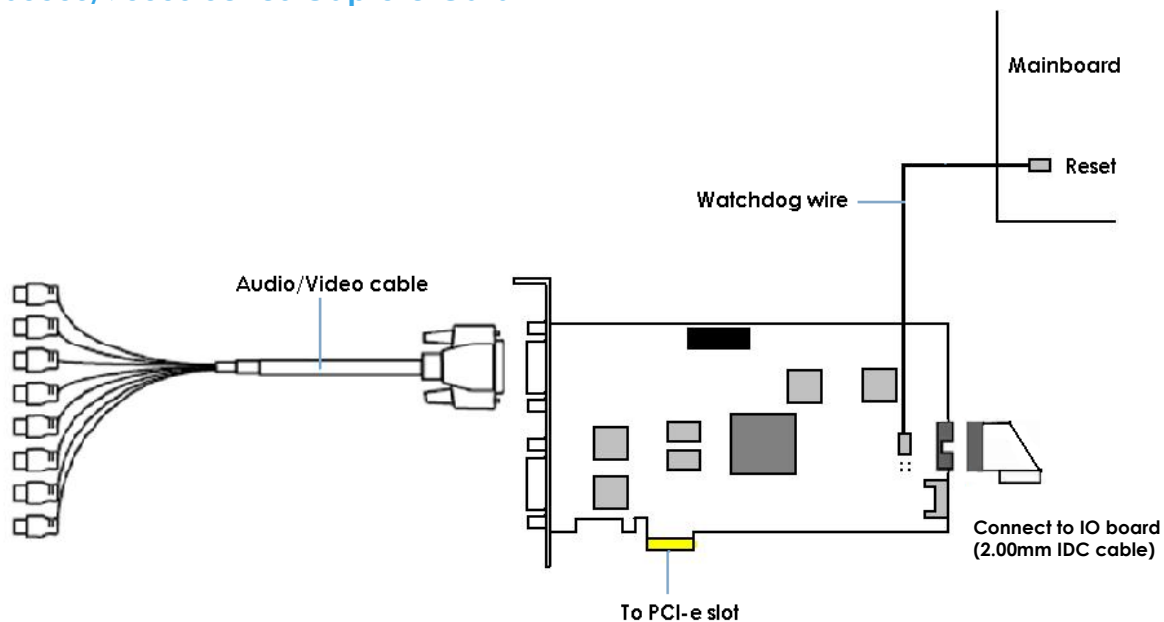 Mainboard
Reset
Watchdog wire
Audio/Video cable
Connect to IO board
(2.00mm IDC cable)
To PCI-e slot